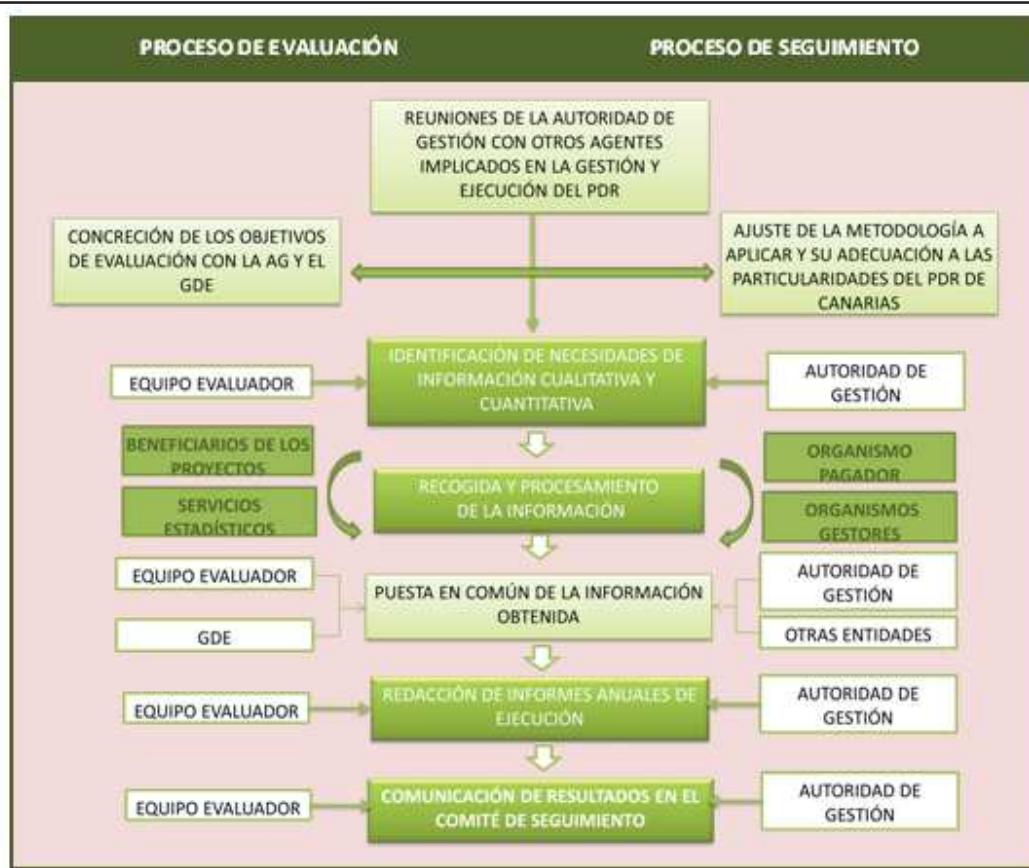 PROCESO DE EVALUACIÓN
PROCESO DE SEGUIMIENTO
REUNIONES DE LA AUTORIDAD DE
GESTIÓN CON OTROS AGENTES
IMPLICADOS EN LA GESTIÓN Y
EJECUCIÓN DEL PDR
CONCRECIÓN DE LOS OBJETIVOS
DE EVALUACIÓN CON LA AG Y EL
GDE
AJUSTE DE LA METODOLOGÍA A
APLICAR Y SU ADECUACIÓN A LAS
PARTICULARIDADES DEL PDR DE
CANARIAS
EQUIPO EVALUADOR
IDENTIFICACIÓN DE NECESIDADES DE
INFORMACIÓN CUALITATIVA Y
CUANTITATIVA
AUTORIDAD DE
GESTIÓN
BENEFICIARIOS DE LOS
PROYECTOS
SERVICIOS
ESTADÍSTICOS
RECOGIDA Y PROCESAMIENTO
DE LA INFORMACIÓN
ORGANISMO
PAGADOR
ORGANISMOS
GESTORES
EQUIPO EVALUADOR
GDE
PUESTA EN COMÚN DE LA INFORMACIÓN
OBTENIDA
AUTORIDAD DE
GESTIÓN
OTRAS ENTIDADES
EQUIPO EVALUADOR
REDACCIÓN DE INFORMES ANUALES DE
EJECUCIÓN
AUTORIDAD DE
GESTIÓN
EQUIPO EVALUADOR
COMUNICACIÓN DE RESULTADOS EN EL
COMITÉ DE SEGUIMIENTO
AUTORIDAD DE
GESTIÓN